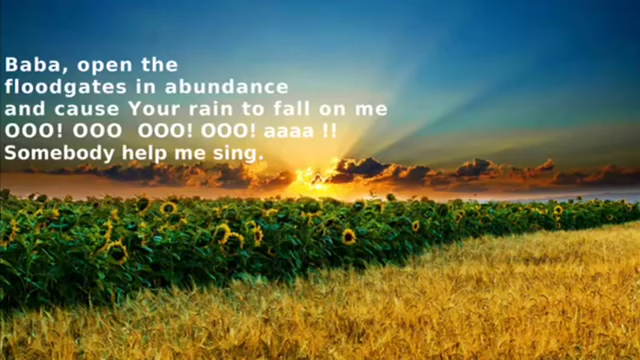 Baba, open the
floodgates in abundance
and cause Your rain to fall on me
OOO! OOO  OOO! OOO! aaaa !!
Somebody help me sing.